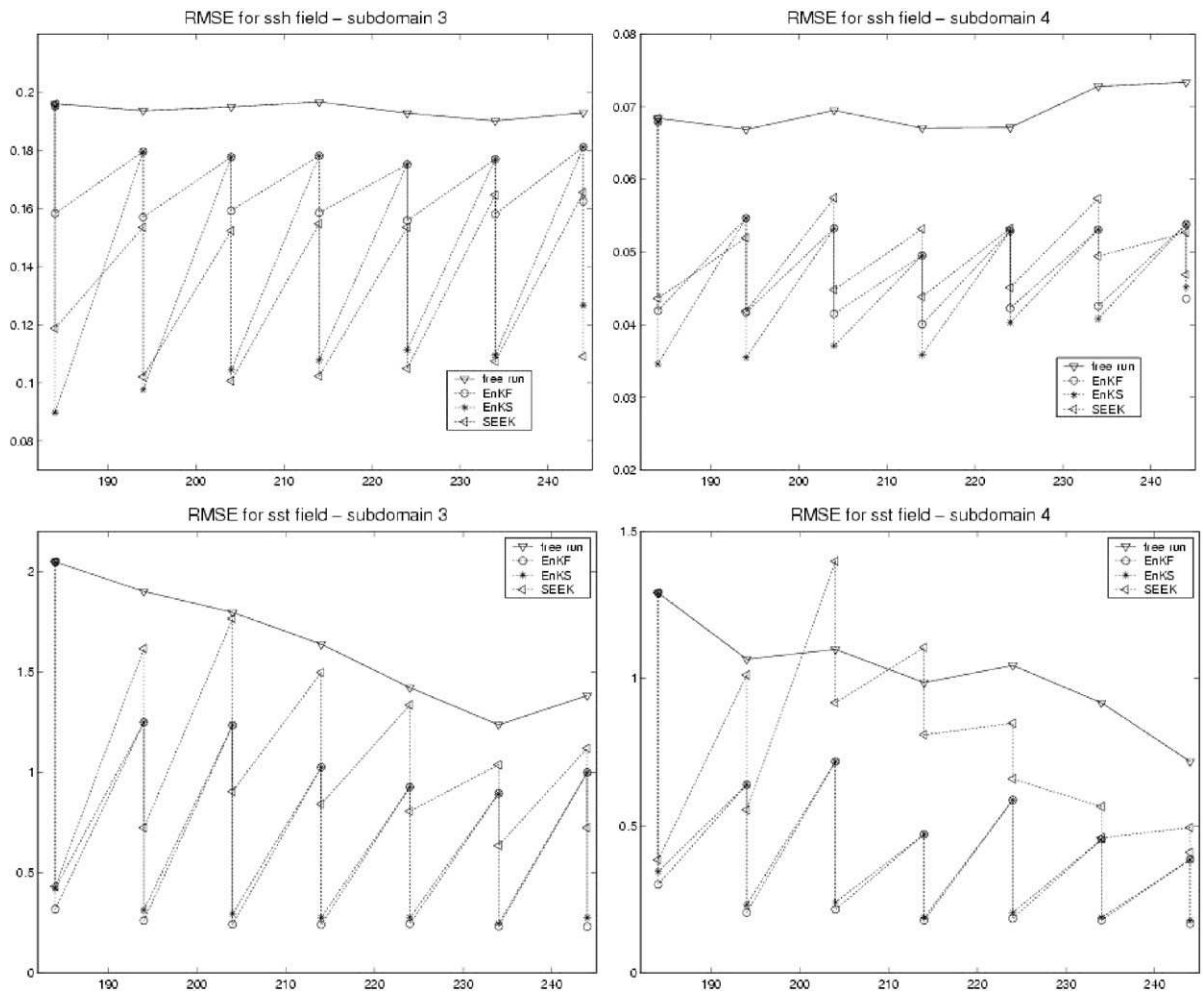 RMSE for ssh field – subdomain 3
0.2
0.18
0.16
0.14
0.12
0.1
0.08
free run
EnKF
EnKS
SEEK
190 200 210 220 230 240
RMSE for ssh field – subdomain 4
0.08
0.07
0.06
0.05
0.04
0.03
0.02
free run
EnKF
EnKS
SEEK
190 200 210 220 230 240
RMSE for sst field – subdomain 3
2
1.5
1
0.5
0
free run
EnKF
EnKS
SEEK
190 200 210 220 230 240
RMSE for sst field – subdomain 4
1.5
1
0.5
0
free run
EnKF
EnKS
SEEK
190 200 210 220 230 240